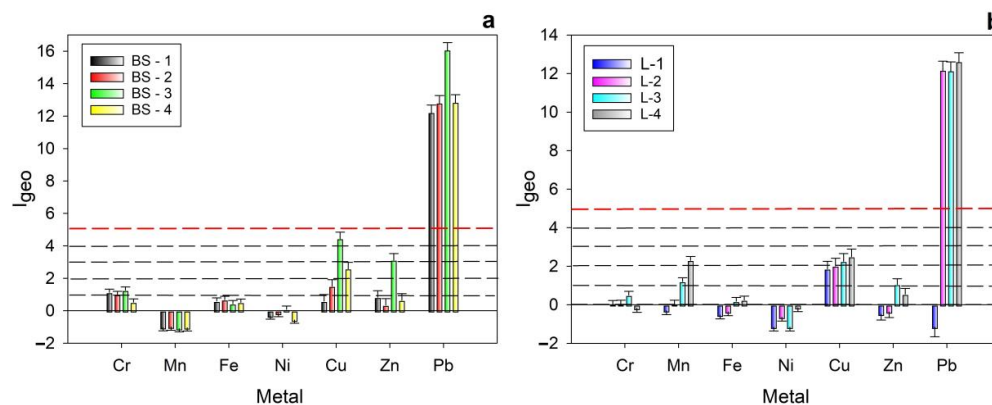 a
16
14
12
10
8
6
4
2
0
−2
Igeo
BS - 1
BS - 2
BS - 3
BS - 4
Cr Mn Fe Ni Cu Zn Pb
Metal
b
14
12
10
8
6
4
2
0
−2
Igeo
L-1
L-2
L-3
L-4
Cr Mn Fe Ni Cu Zn Pb
Metal